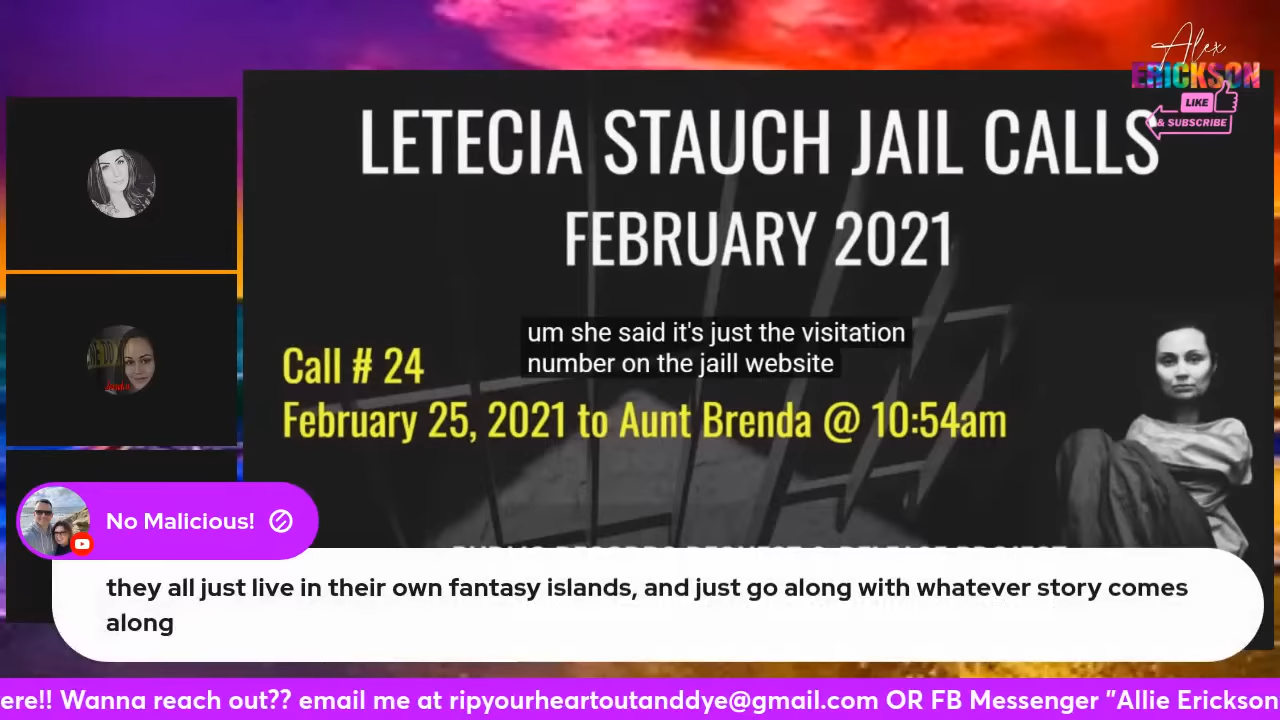 Alex
ERICKSON
LIKE
& SUBSCRIBE
LETECIA STAUCH JAIL CALLS
FEBRUARY 2021
um she said it's just the visitation
number on the jaill website
Call # 24
February 25, 2021 to Aunt Brenda @ 10:54am
No Malicious!
they all just live in their own fantasy islands, and just go along with whatever story comes
along
ere!! Wanna reach out?? email me at ripyourheartoutanddye@gmail.com OR FB Messenger "Allie Erickson